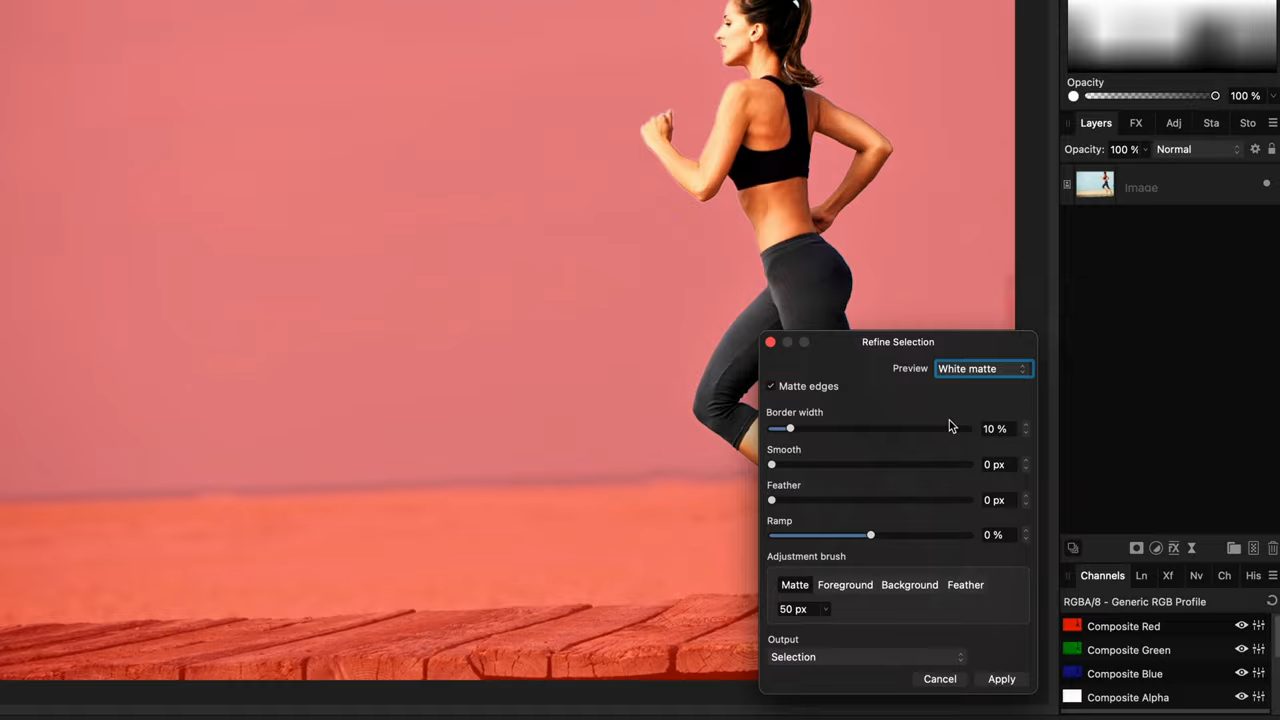 Opacity
100 %
Layers FX Adj Sta Sto
Opacity: 100 % Normal
Image
Refine Selection
Preview White matte
Matte edges
Border width
10 %
Smooth
0 px
Feather
0 px
Ramp
0 %
Adjustment brush
Matte Foreground Background Feather
50 px
Output
Selection
Cancel Apply
Channels Ln Xf Nv Ch His
RGBA/8 - Generic RGB Profile
Composite Red
Composite Green
Composite Blue
Composite Alpha